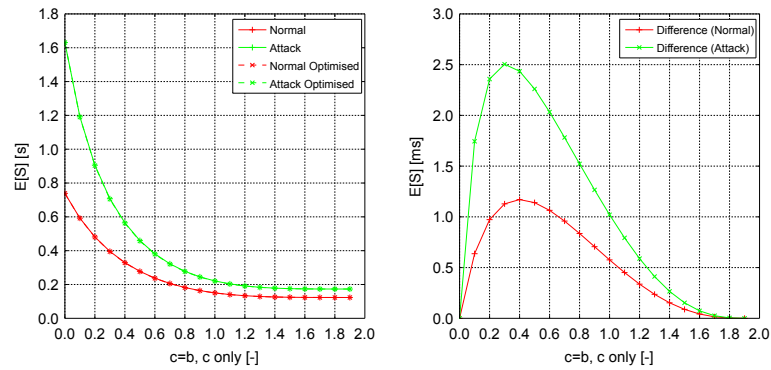 1.8
1.6
1.4
1.2
1.0
0.8
0.6
0.4
0.2
0.0
E[S] [s]
Normal
Attack
Normal Optimised
Attack Optimised
0.0 0.2 0.4 0.6 0.8 1.0 1.2 1.4 1.6 1.8 2.0
c=b, c only [-]
3.0
2.5
2.0
1.5
1.0
0.5
0.0
E[S] [ms]
Difference (Normal)
Difference (Attack)
0.0 0.2 0.4 0.6 0.8 1.0 1.2 1.4 1.6 1.8 2.0
c=b, c only [-]